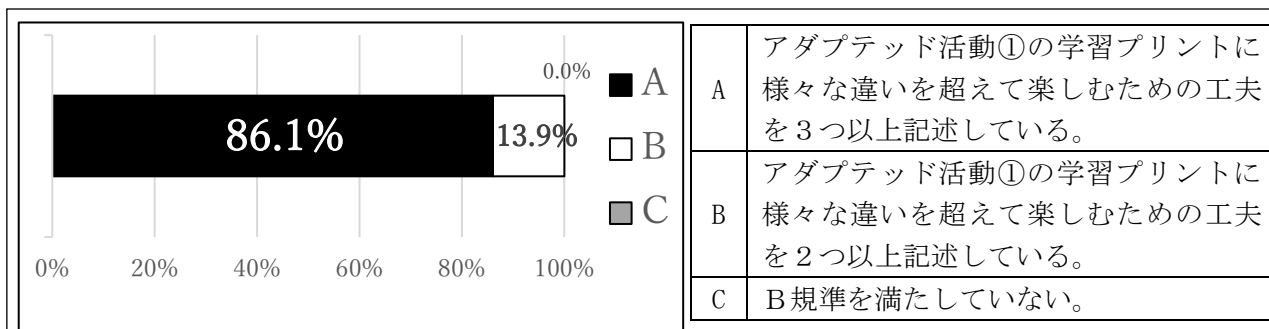 0.0%
86.1%
13.9%
A
B
C
0%
20%
40%
60%
80%
100%
A
アダプテッド活動①の学習プリントに
様々な違いを超えて楽しむための工夫
を３つ以上記述している。
B
アダプテッド活動①の学習プリントに
様々な違いを超えて楽しむための工夫
を２つ以上記述している。
C
Ｂ規準を満たしていない。